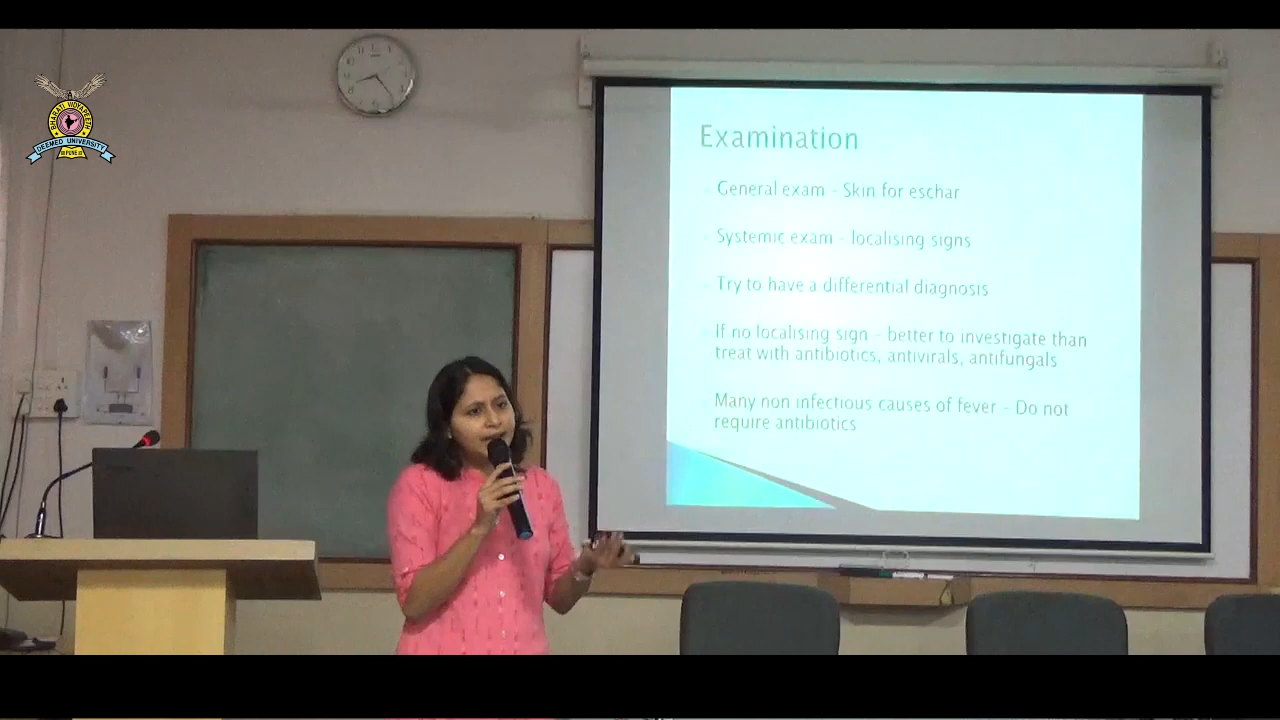 BHARATI VIDYAPEETH
DEEMED UNIVERSITY
Examination
General exam - Skin for eschar
Systemic exam - localising signs
Try to have a differential diagnosis
If no localising sign - better to investigate than
treat with antibiotics, antivirals, antifungals
Many non infectious causes of fever - Do not
require antibiotics